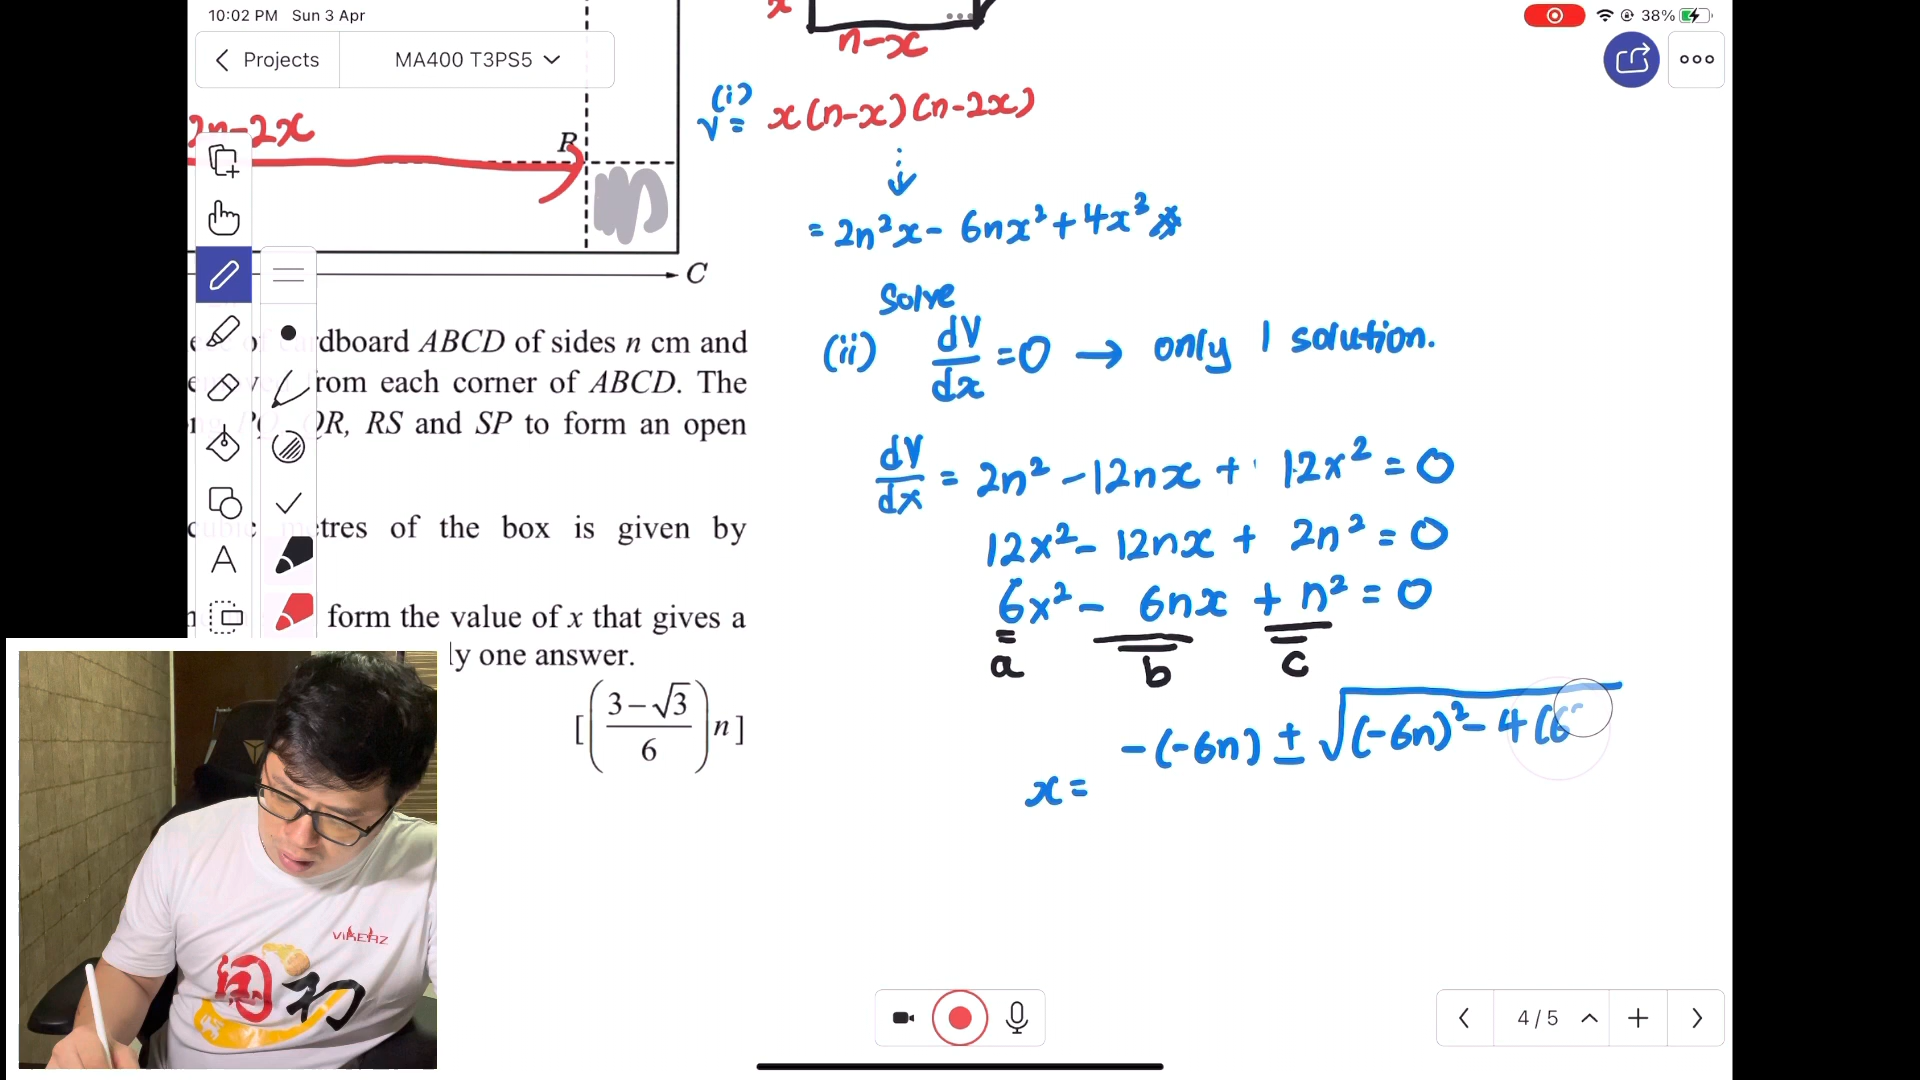 10:02 PM Sun 3 Apr
38%
Projects
MA400 T3PS5
n-x
2n-2x
R
C
(i)
V = x(n-x)(n-2x)
= 2n²x - 6nx² + 4x³
Solve
(ii) dV/dx = 0 → only 1 solution.
dV/dx = 2n² - 12nx + 12x² = 0
12x² - 12nx + 2n² = 0
6x² - 6nx + n² = 0
a b c
x = -(-6n) ± √(-6n)² - 4(6
dboard ABCD of sides n cm and
from each corner of ABCD. The
QR, RS and SP to form an open
tres of the box is given by
form the value of x that gives a
ly one answer.
[((3-√3)/6)n]
A
VIKERZ
4/5